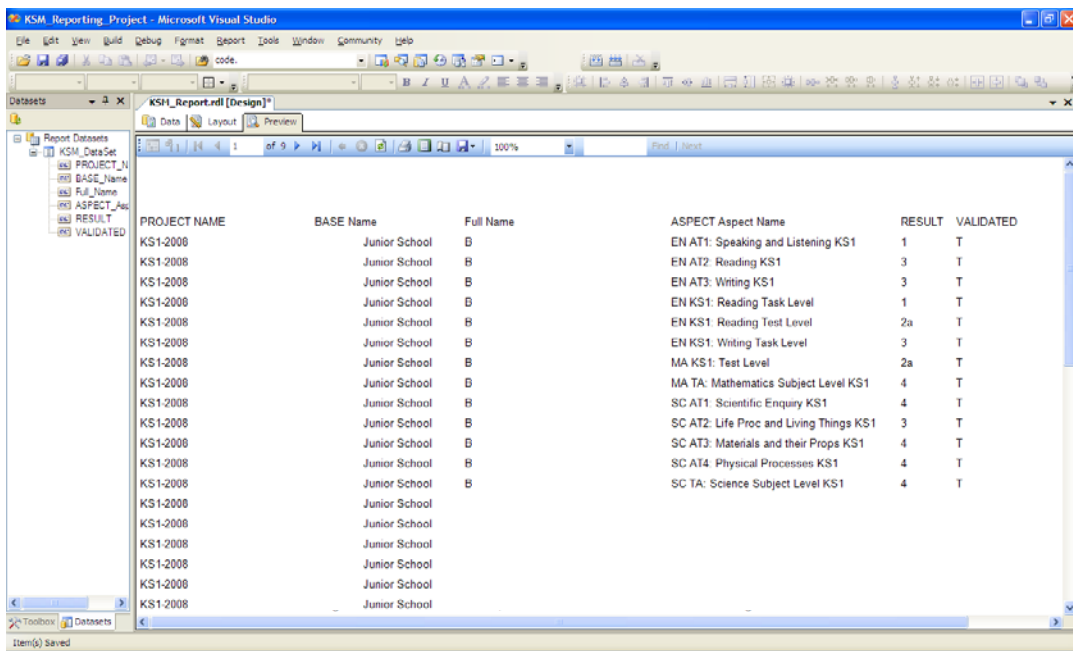 KSM_Reporting_Project - Microsoft Visual Studio
File Edit View Build Debug Format Report Tools Window Community Help
code.
Datasets
KSM_Report.rdl [Design]*
Data Layout Preview
1 of 9 100% Find | Next
Report Datasets
KSM_DataSet
PROJECT_N
BASE_Name
Full_Name
ASPECT_Asp
RESULT
VALIDATED
PROJECT NAME BASE Name Full Name ASPECT Aspect Name RESULT VALIDATED
KS1-2008 Junior School B EN AT1: Speaking and Listening KS1 1 T
KS1-2008 Junior School B EN AT2: Reading KS1 3 T
KS1-2008 Junior School B EN AT3: Writing KS1 3 T
KS1-2008 Junior School B EN KS1: Reading Task Level 1 T
KS1-2008 Junior School B EN KS1: Reading Test Level 2a T
KS1-2008 Junior School B EN KS1: Writing Task Level 3 T
KS1-2008 Junior School B MA KS1: Test Level 2a T
KS1-2008 Junior School B MA TA: Mathematics Subject Level KS1 4 T
KS1-2008 Junior School B SC AT1: Scientific Enquiry KS1 4 T
KS1-2008 Junior School B SC AT2: Life Proc and Living Things KS1 3 T
KS1-2008 Junior School B SC AT3: Materials and their Props KS1 4 T
KS1-2008 Junior School B SC AT4: Physical Processes KS1 4 T
KS1-2008 Junior School B SC TA: Science Subject Level KS1 4 T
KS1-2008 Junior School
KS1-2008 Junior School
KS1-2008 Junior School
KS1-2008 Junior School
KS1-2008 Junior School
KS1-2008 Junior School
Toolbox Datasets
Item(s) Saved